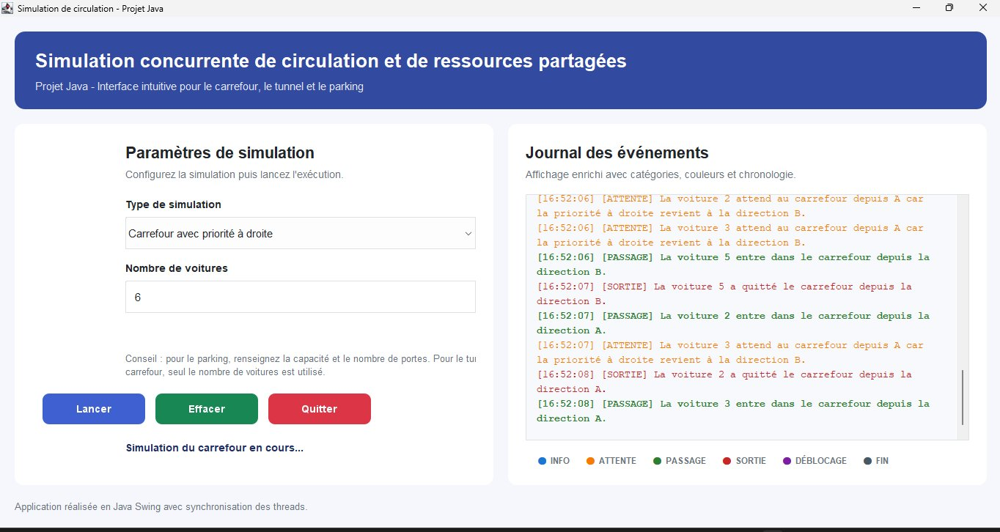 Simulation de circulation - Projet Java
Simulation concurrente de circulation et de ressources partagées
Projet Java - Interface intuitive pour le carrefour, le tunnel et le parking
Paramètres de simulation
Configurez la simulation puis lancez l'exécution.
Type de simulation
Carrefour avec priorité à droite
Nombre de voitures
6
Conseil : pour le parking, renseignez la capacité et le nombre de portes. Pour le tu
carrefour, seul le nombre de voitures est utilisé.
Lancer Effacer Quitter
Simulation du carrefour en cours...
Journal des événements
Affichage enrichi avec catégories, couleurs et chronologie.
[16:52:06] [ATTENTE] La voiture 2 attend au carrefour depuis A car
la priorité à droite revient à la direction B.
[16:52:06] [ATTENTE] La voiture 3 attend au carrefour depuis A car
la priorité à droite revient à la direction B.
[16:52:06] [PASSAGE] La voiture 5 entre dans le carrefour depuis la
direction B.
[16:52:07] [SORTIE] La voiture 5 a quitté le carrefour depuis la
direction B.
[16:52:07] [PASSAGE] La voiture 2 entre dans le carrefour depuis la
direction A.
[16:52:07] [ATTENTE] La voiture 3 attend au carrefour depuis A car
la priorité à droite revient à la direction B.
[16:52:08] [SORTIE] La voiture 2 a quitté le carrefour depuis la
direction A.
[16:52:08] [PASSAGE] La voiture 3 entre dans le carrefour depuis la
direction A.
INFO ATTENTE PASSAGE SORTIE DÉBLOCAGE FIN
Application réalisée en Java Swing avec synchronisation des threads.